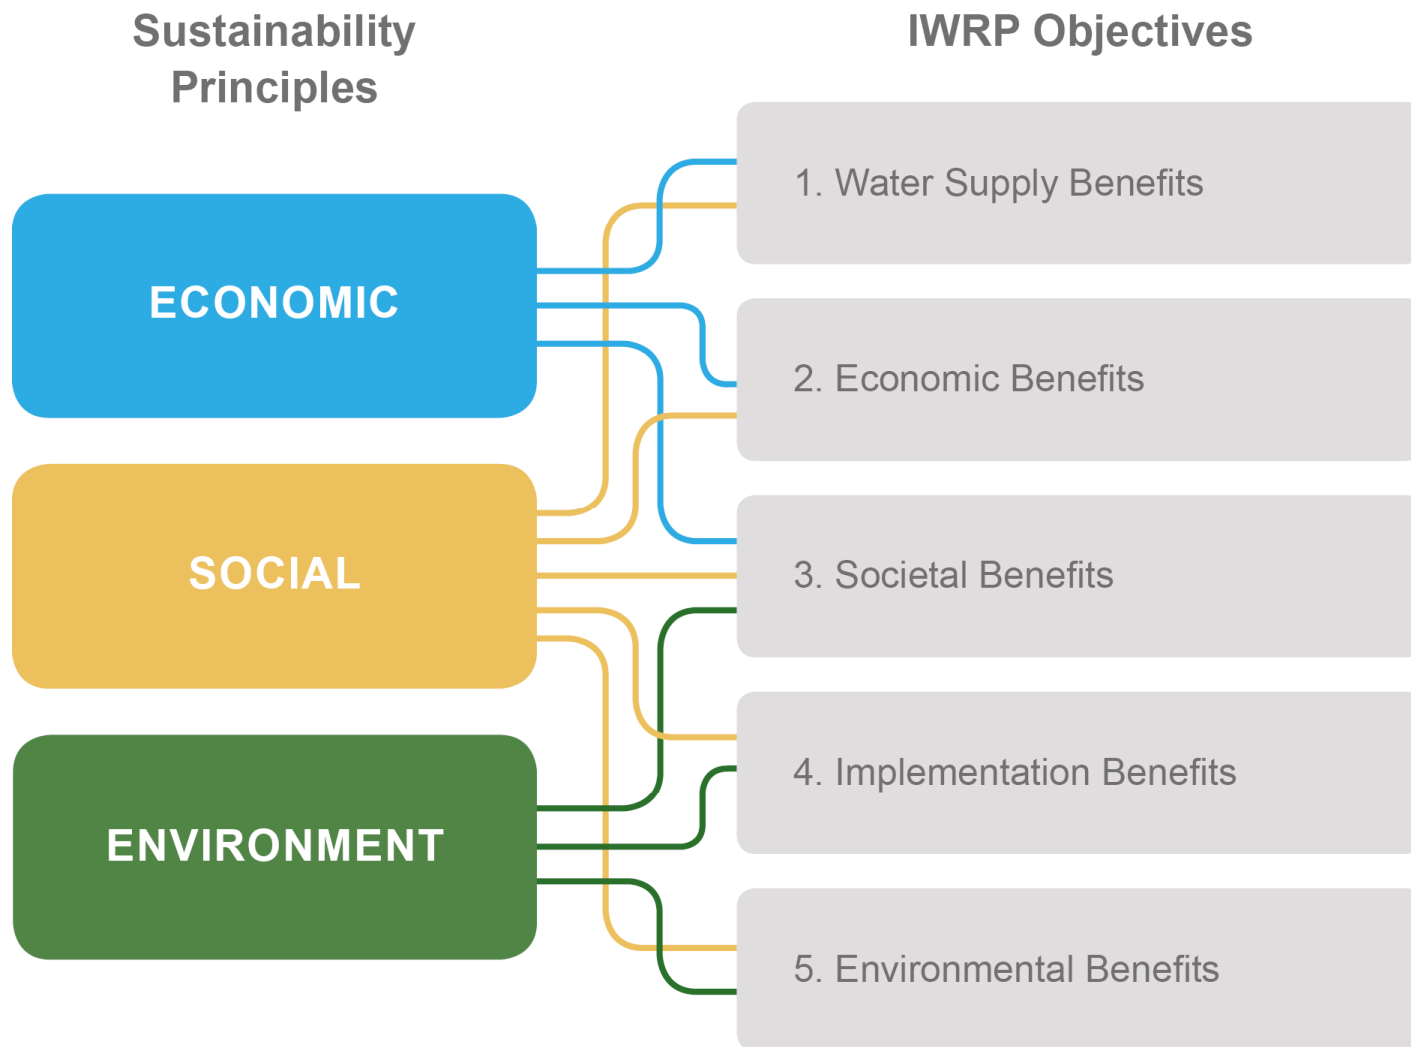 Sustainability
Principles
ECONOMIC
SOCIAL
ENVIRONMENT
IWRP Objectives
1. Water Supply Benefits
2. Economic Benefits
3. Societal Benefits
4. Implementation Benefits
5. Environmental Benefits